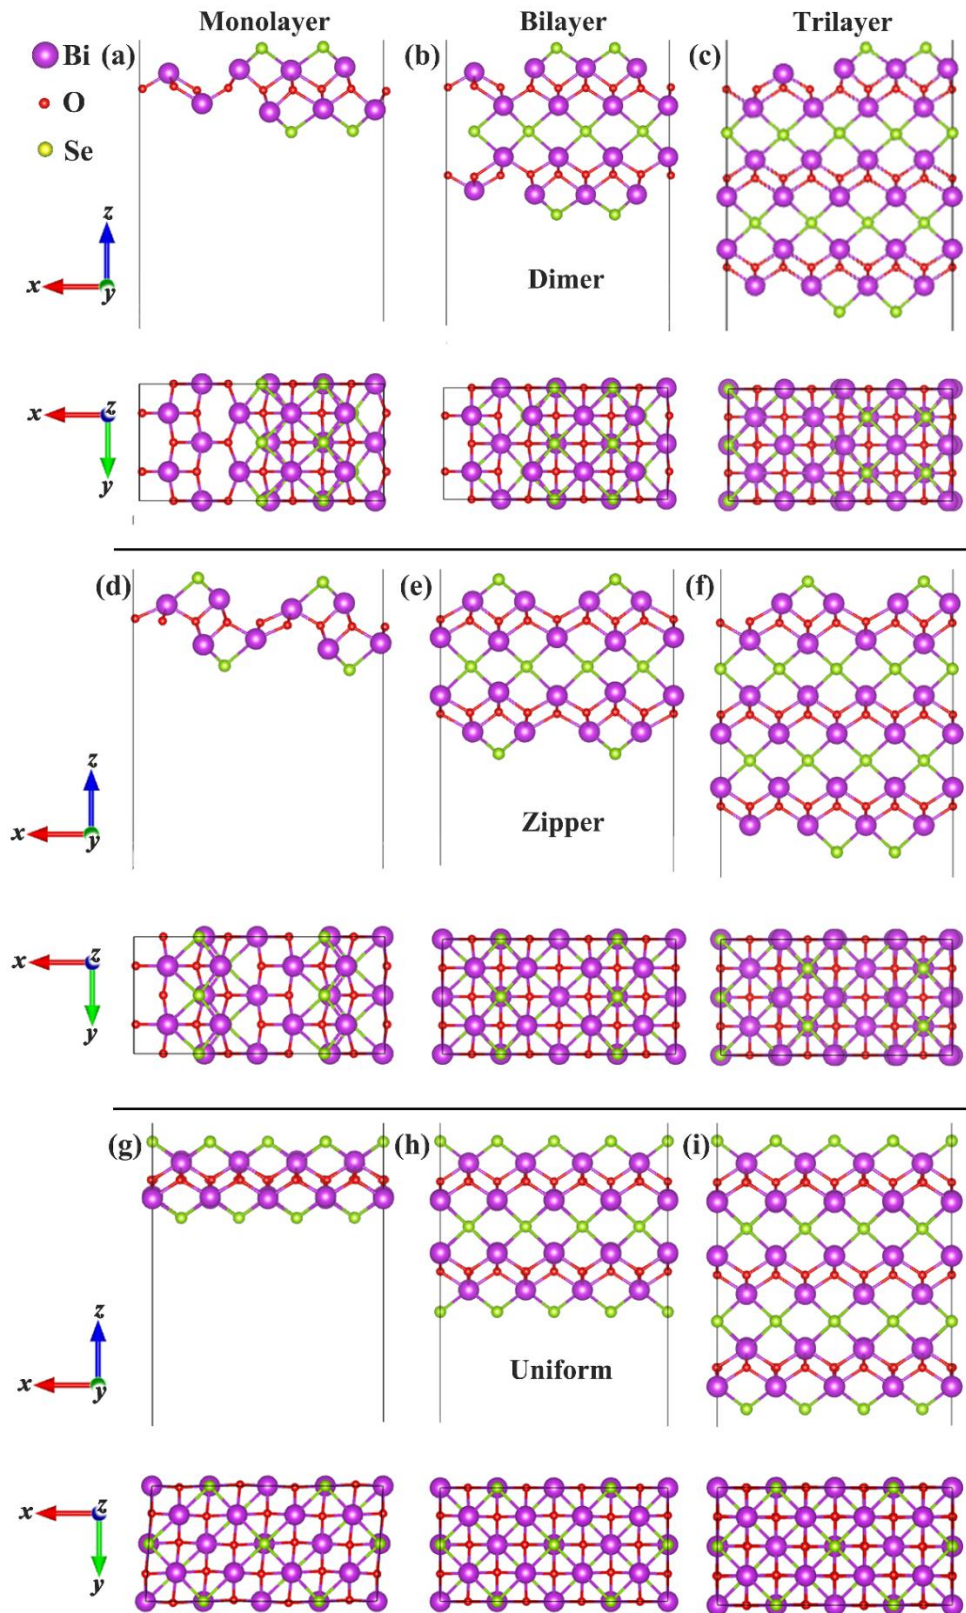 Monolayer Bilayer Trilayer
Bi (a) (b) (c)
O
Se
z
x
y
Dimer
x z
y
(d) (e) (f)
z
x
y
Zipper
x z
y
(g) (h) (i)
z
x
y
Uniform
x z
y